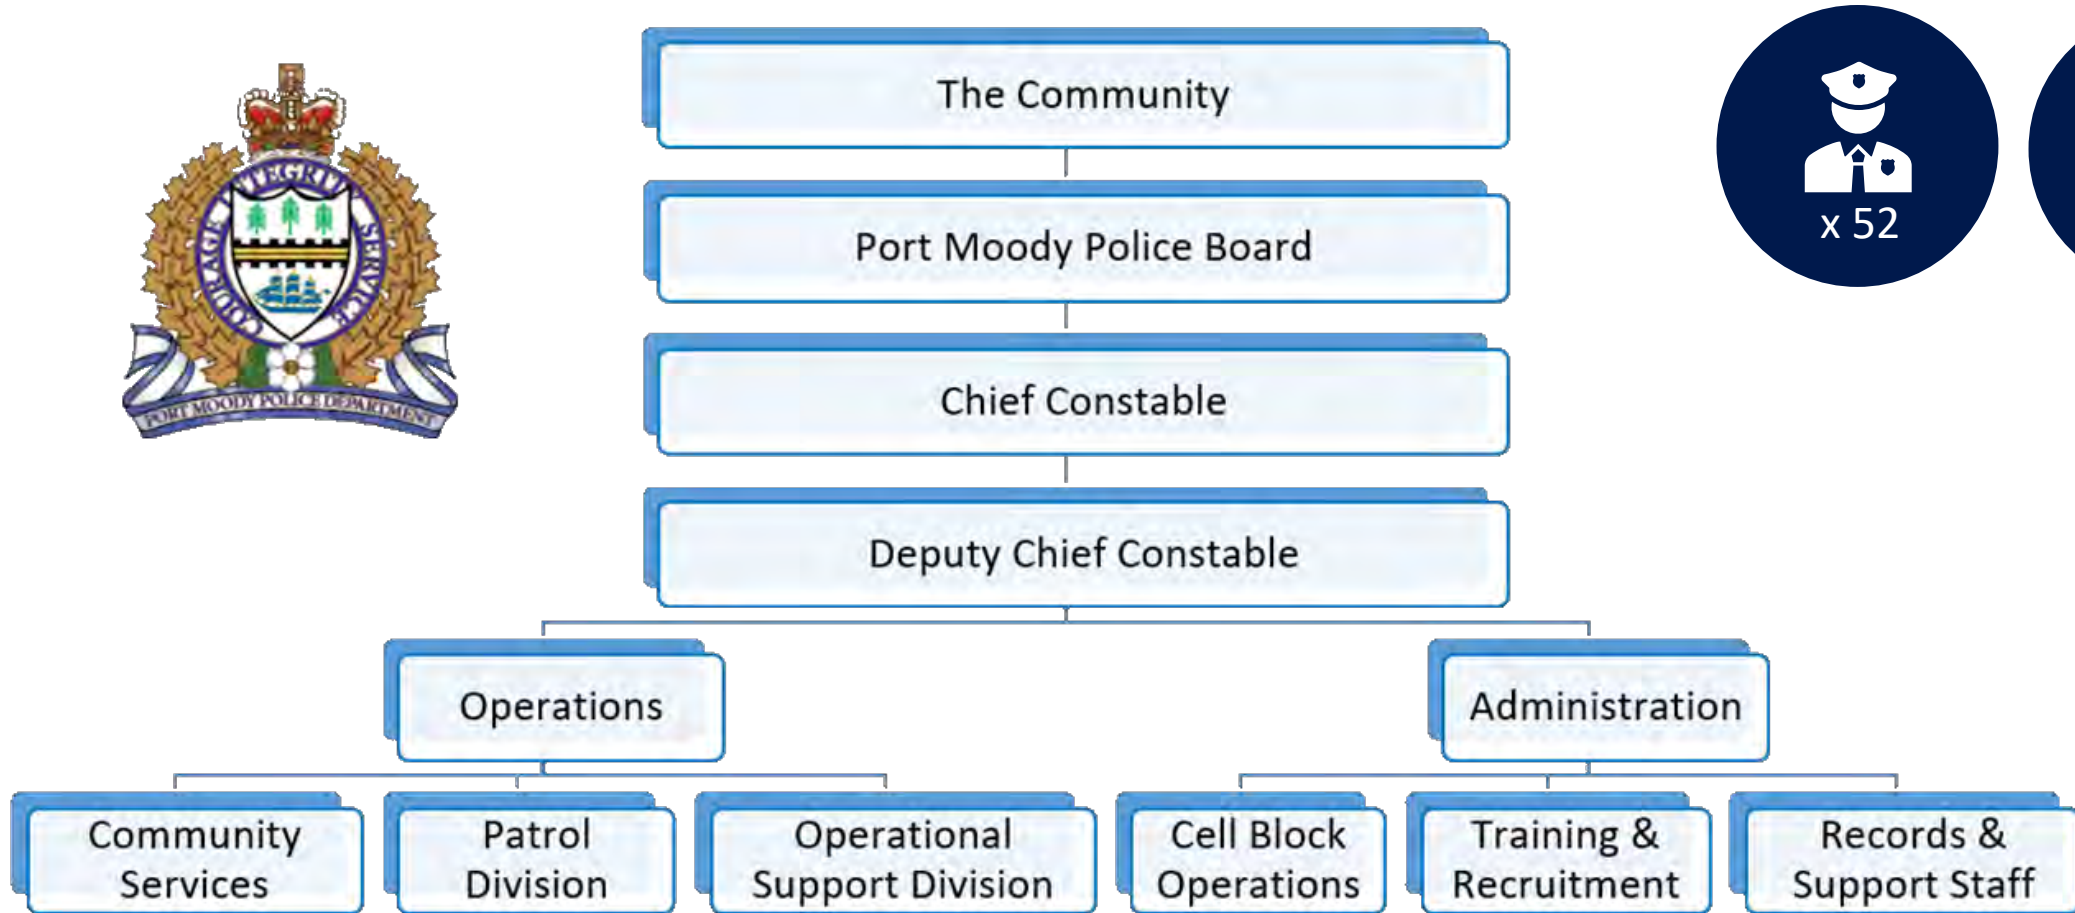 COURAGE INTEGRITY SERVICE
PORT MOODY POLICE DEPARTMENT
The Community
x 52
Port Moody Police Board
Chief Constable
Deputy Chief Constable
Operations
Administration
Community
Services
Patrol
Division
Operational
Support Division
Cell Block
Operations
Training &
Recruitment
Records &
Support Staff